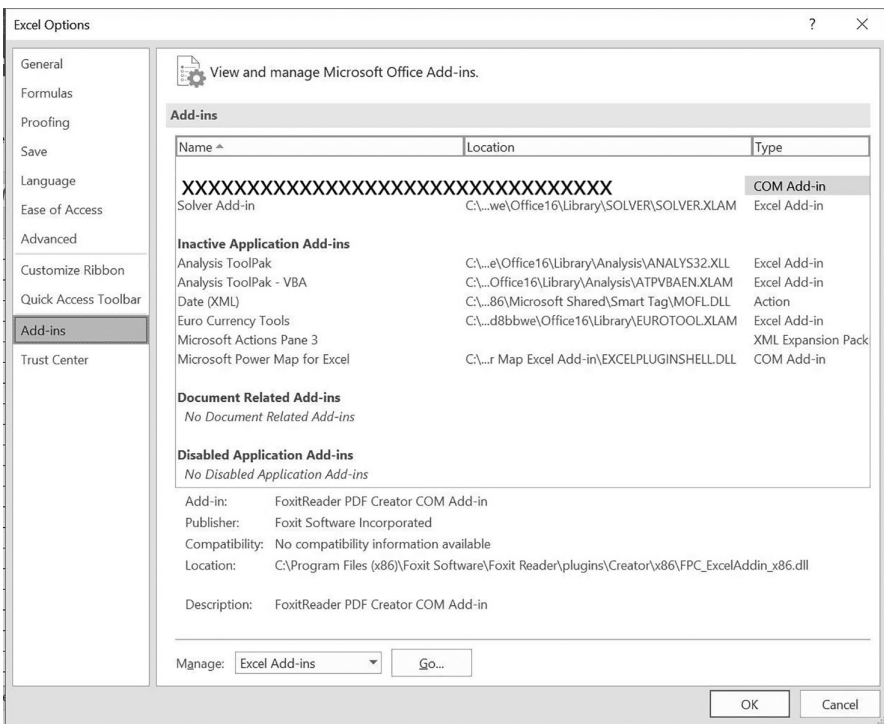 Excel Options ? ×
General
Formulas
Proofing
Save
Language
Ease of Access
Advanced
Customize Ribbon
Quick Access Toolbar
Add-ins
Trust Center
View and manage Microsoft Office Add-ins.
Add-ins
Name Location Type
XXXXXXXXXXXXXXXXXXXXXXXXXXXXXXXXX COM Add-in
Solver Add-in C:\...we\Office16\Library\SOLVER\SOLVER.XLAM Excel Add-in
Inactive Application Add-ins
Analysis ToolPak C:\...e\Office16\Library\Analysis\ANALYS32.XLL Excel Add-in
Analysis ToolPak - VBA C:\...Office16\Library\Analysis\ATPVBAEN.XLAM Excel Add-in
Date (XML) C:\...86\Microsoft Shared\Smart Tag\MOFL.DLL Action
Euro Currency Tools C:\...d8bbwe\Office16\Library\EUROTOOL.XLAM Excel Add-in
Microsoft Actions Pane 3 XML Expansion Pack
Microsoft Power Map for Excel C:\...r Map Excel Add-in\EXCELPLUGINSHELL.DLL COM Add-in
Document Related Add-ins
No Document Related Add-ins
Disabled Application Add-ins
No Disabled Application Add-ins
Add-in: FoxitReader PDF Creator COM Add-in
Publisher: Foxit Software Incorporated
Compatibility: No compatibility information available
Location: C:\Program Files (x86)\Foxit Software\Foxit Reader\plugins\Creator\x86\FPC_ExcelAddin_x86.dll
Description: FoxitReader PDF Creator COM Add-in
Manage: Excel Add-ins Go...
OK Cancel